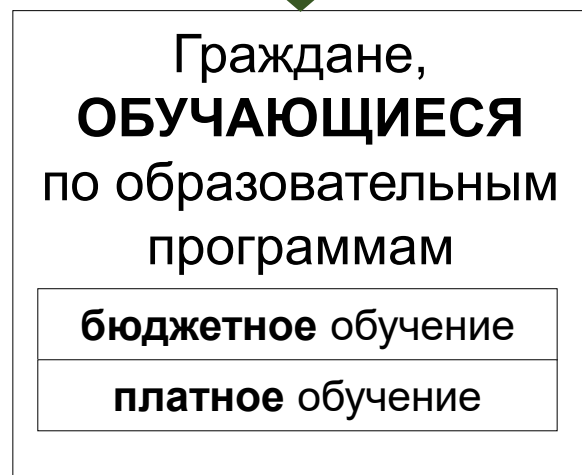 Граждане,
ОБУЧАЮЩИЕСЯ
по образовательным
программам
бюджетное обучение
платное обучение